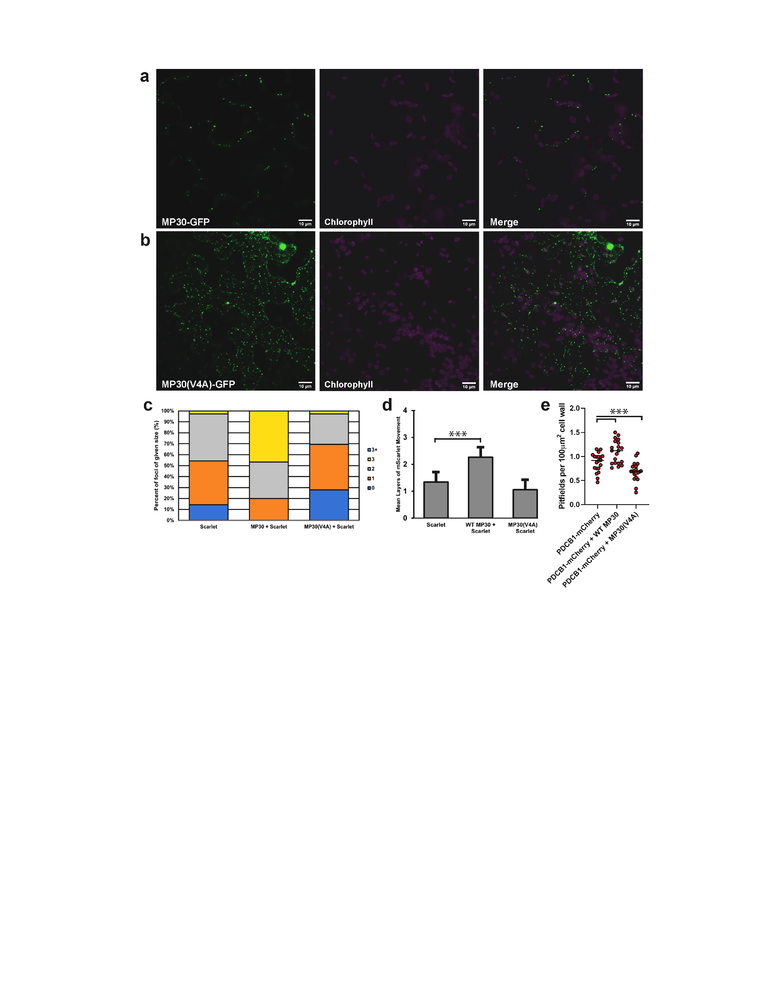 a
MP30-GFP
10 µm
Chlorophyll
10 µm
Merge
10 µm
b
MP30(V4A)-GFP
10 µm
Chlorophyll
10 µm
Merge
10 µm
c
Percent of foci of given size (%)
100%
90%
80%
70%
60%
50%
40%
30%
20%
10%
0%
Scarlet
MP30 + Scarlet
MP30(V4A) + Scarlet
3+
3
2
1
0
d
Mean Layers of mScarlet Movement
4
3
2
1
0
***
Scarlet
WT MP30 +
Scarlet
MP30(V4A)
Scarlet
e
Pitfields per 100µm² cell wall
2.0
1.5
1.0
0.5
0.0
***
PDCB1-mCherry
PDCB1-mCherry + WT MP30
PDCB1-mCherry + MP30(V4A)